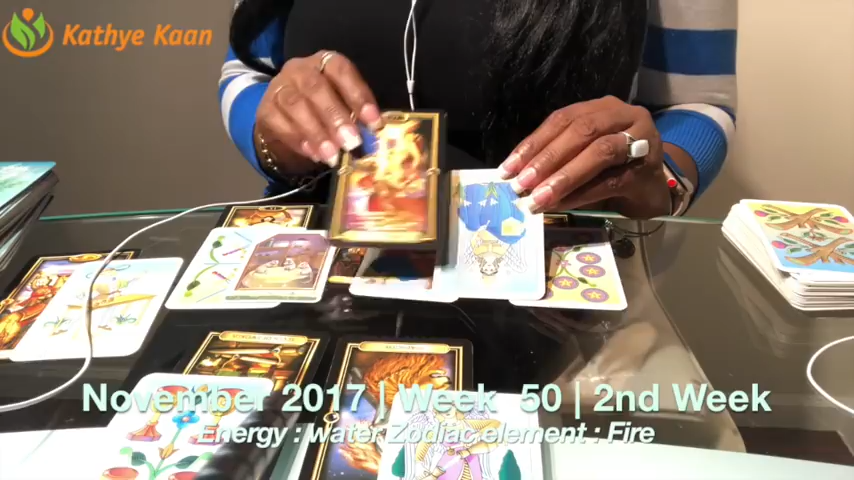 Kathye Kaan
November 2017 | Week 50 | 2nd Week
Energy : water Zodiac element : Fire